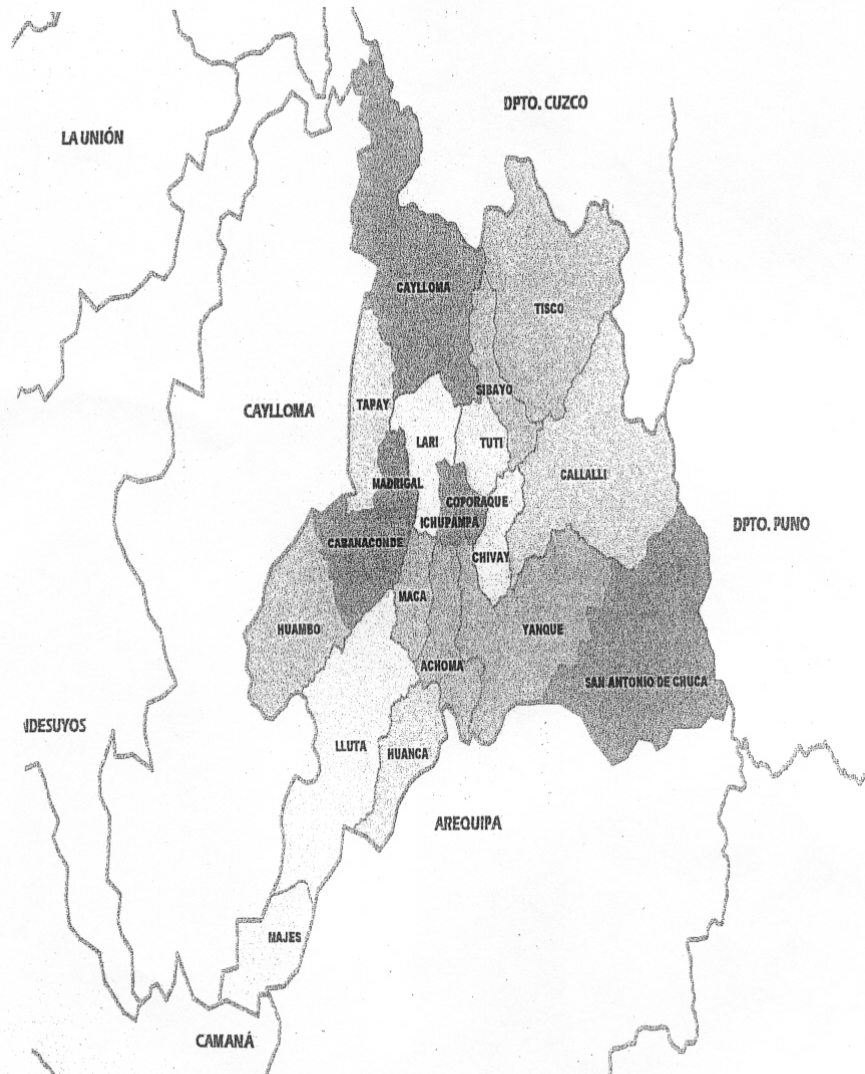 DPTO. CUZCO
LA UNIÓN
CAYLLOMA
TISCO
SIBAYO
TAPAY
CAYLLOMA
LARI
TUTI
CALLALLI
MADRIGAL
COPORAQUE
ICHUPAMPA
DPTO. PUNO
CABANACONDE
CHIVAY
MACA
HUAMBO
YANQUE
ACHOMA
SAN ANTONIO DE CHUCA
NDESUYOS
LLUTA
HUANCA
AREQUIPA
MAJES
CAMANÁ